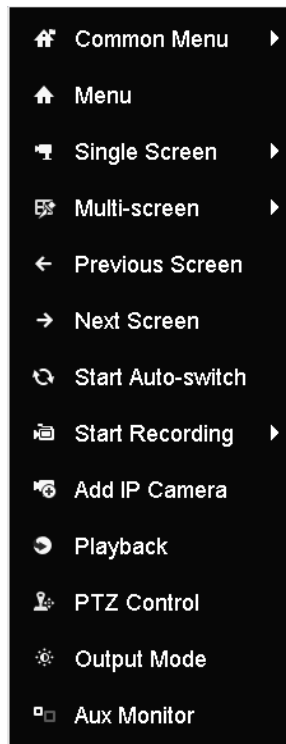 Common Menu
Menu
Single Screen
Multi-screen
Previous Screen
Next Screen
Start Auto-switch
Start Recording
Add IP Camera
Playback
PTZ Control
Output Mode
Aux Monitor